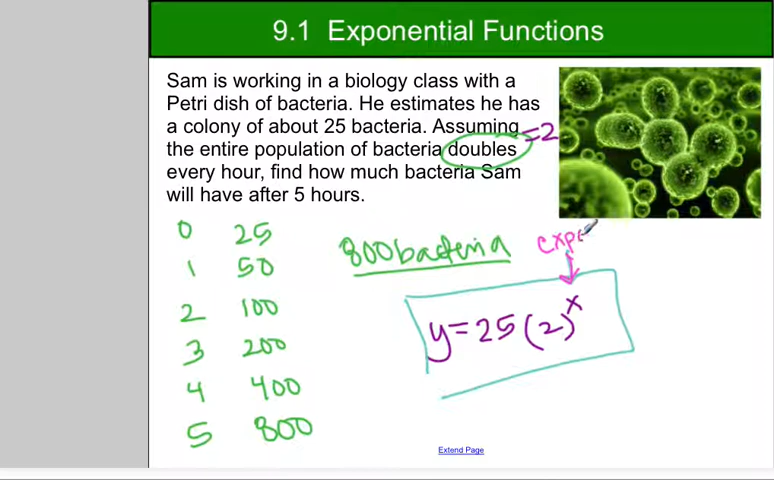 9.1 Exponential Functions
Sam is working in a biology class with a
Petri dish of bacteria. He estimates he has
a colony of about 25 bacteria. Assuming
=2
the entire population of bacteria doubles
every hour, find how much bacteria Sam
will have after 5 hours.
0 25
1 50
2 100
3 200
4 400
5 800
800 bacteria
expo
y=25(2)^x
Extend Page